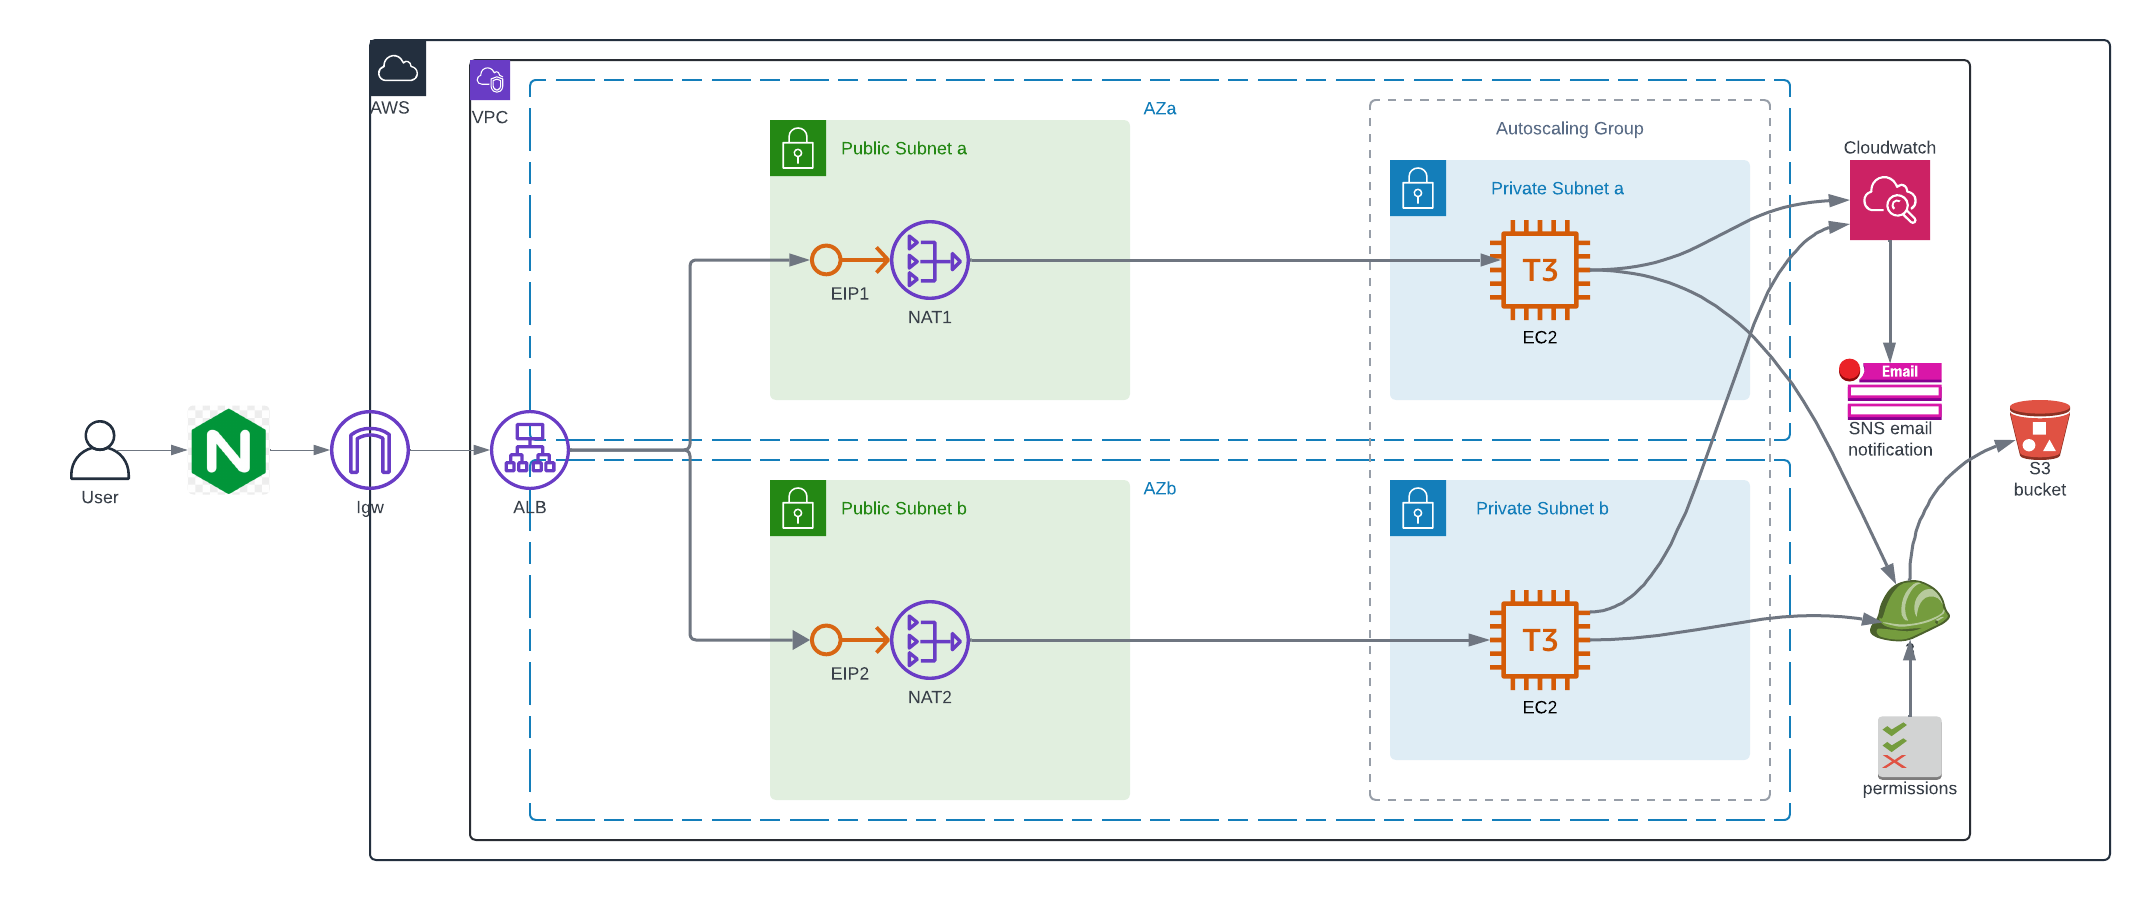 AWS
VPC
AZa
Autoscaling Group
Public Subnet a
Private Subnet a
Cloudwatch
T3
EIP1
NAT1
EC2
Email
SNS email
notification
N
User
Igw
ALB
S3
bucket
AZb
Public Subnet b
Private Subnet b
T3
EIP2
NAT2
EC2
permissions